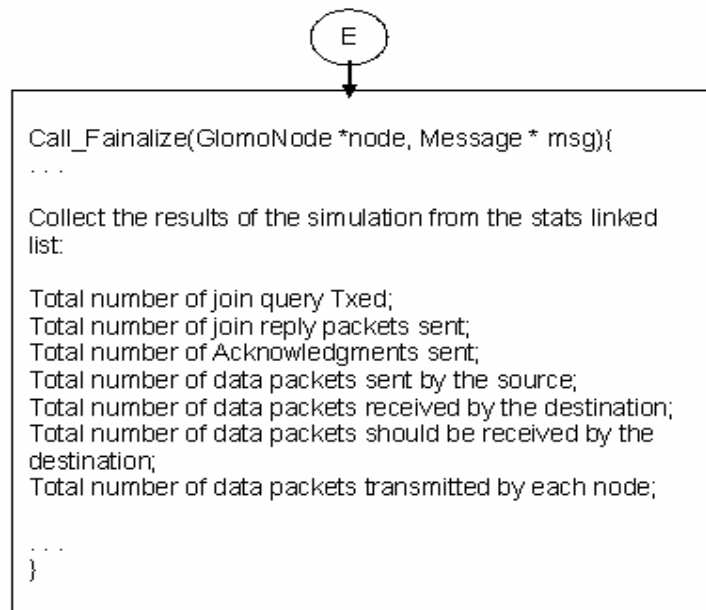 E
Call_Fainalize(GlomoNode *node, Message * msg){
. . .
Collect the results of the simulation from the stats linked
list:
Total number of join query Txed;
Total number of join reply packets sent;
Total number of Acknowledgments sent;
Total number of data packets sent by the source;
Total number of data packets received by the destination;
Total number of data packets should be received by the
destination;
Total number of data packets transmitted by each node;
. . .
}